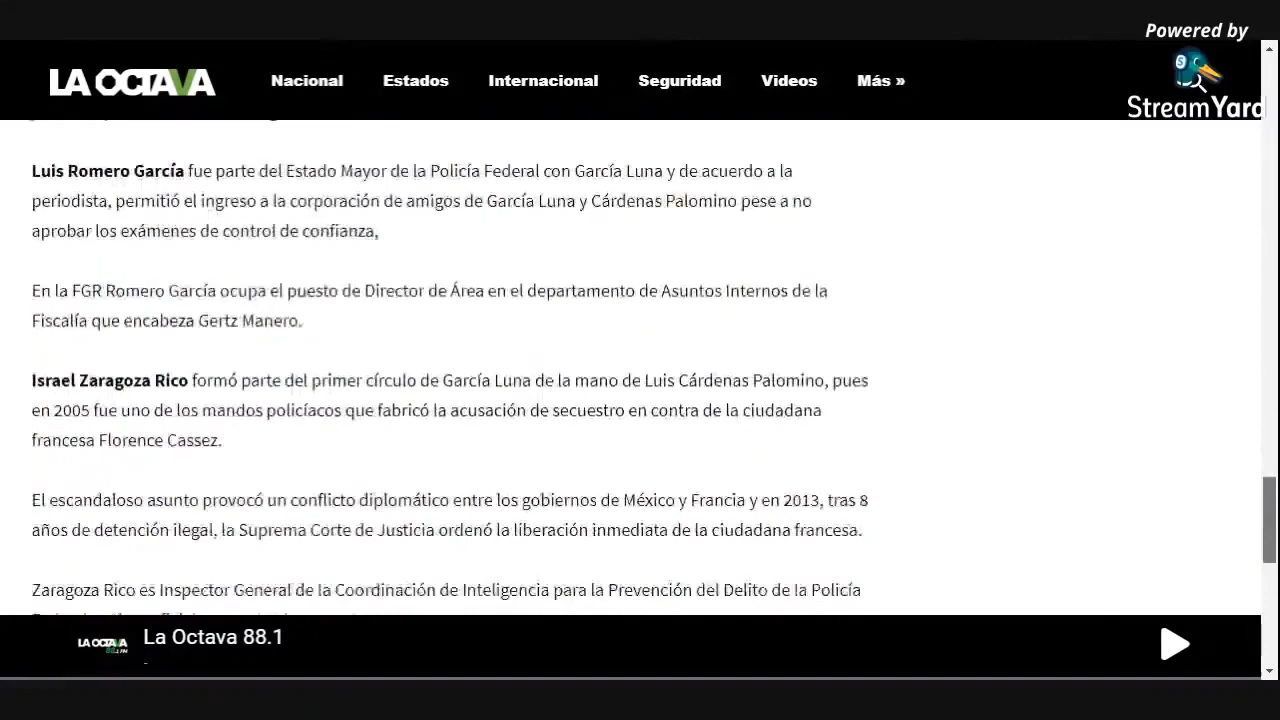 Powered by
StreamYard
LA OCTAVA
Nacional Estados Internacional Seguridad Videos Más »
Luis Romero García fue parte del Estado Mayor de la Policía Federal con García Luna y de acuerdo a la
periodista, permitió el ingreso a la corporación de amigos de García Luna y Cárdenas Palomino pese a no
aprobar los exámenes de control de confianza,
En la FGR Romero García ocupa el puesto de Director de Área en el departamento de Asuntos Internos de la
Fiscalía que encabeza Gertz Manero.
Israel Zaragoza Rico formó parte del primer círculo de García Luna de la mano de Luis Cárdenas Palomino, pues
en 2005 fue uno de los mandos policíacos que fabricó la acusación de secuestro en contra de la ciudadana
francesa Florence Cassez.
El escandaloso asunto provocó un conflicto diplomático entre los gobiernos de México y Francia y en 2013, tras 8
años de detención ilegal, la Suprema Corte de Justicia ordenó la liberación inmediata de la ciudadana francesa.
Zaragoza Rico es Inspector General de la Coordinación de Inteligencia para la Prevención del Delito de la Policía
LA OCTAVA
La Octava 88.1
-